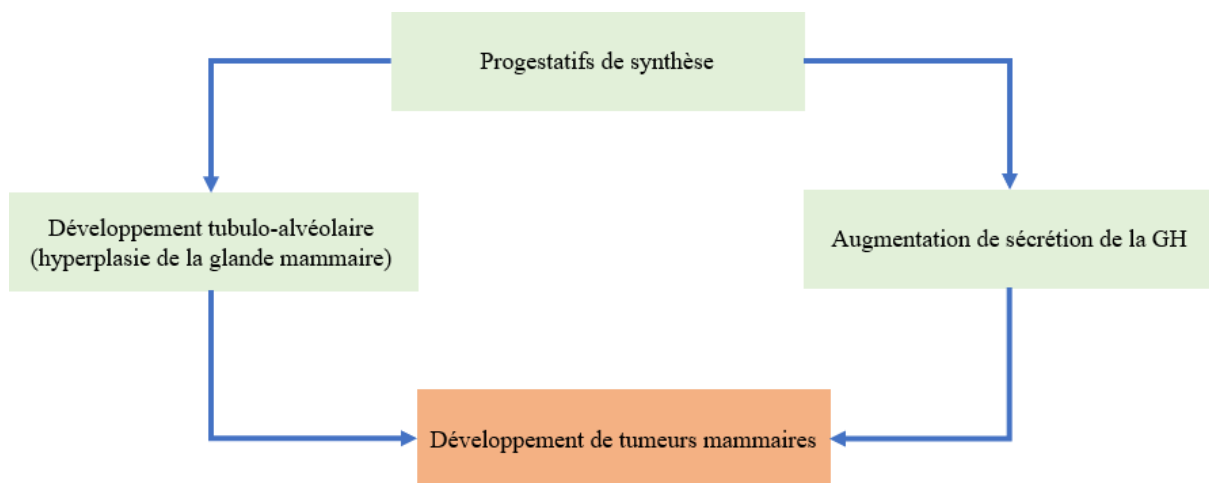 Progestatifs de synthèse
Développement tubulo-alvéolaire
(hyperplasie de la glande mammaire)
Augmentation de sécrétion de la GH
Développement de tumeurs mammaires